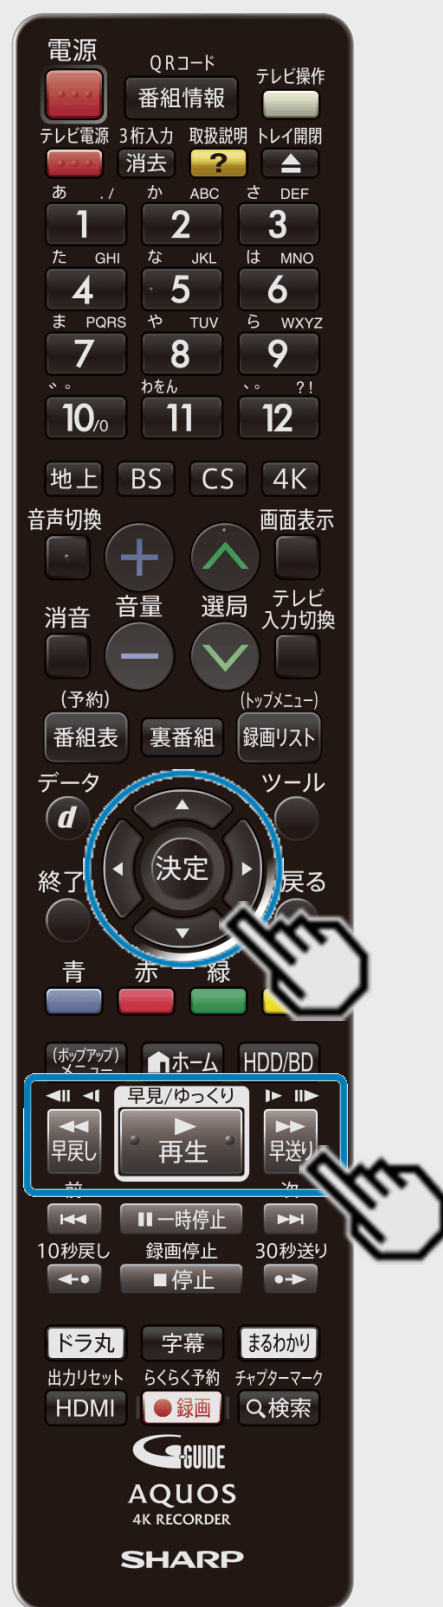 電源
QRコード
テレビ操作
番組情報
テレビ電源 3桁入力 取扱説明 トレイ開閉
消去 ?
あ ./ か ABC さ DEF
1 2 3
た GHI な JKL は MNO
4 5 6
ま PQRS や TUV ら WXYZ
7 8 9
゛゜ わをん 、。 ?!
10/0 11 12
地上 BS CS 4K
音声切換 画面表示
消音 音量 選局 テレビ
入力切換
(予約) (トップメニュー)
番組表 裏番組 録画リスト
データ ツール
d
決定
終了 戻る
青 赤 緑
(ポップアップ)
メニュー ホーム HDD/BD
早見/ゆっくり
早戻し 再生 早送り
前 次
一時停止
10秒戻し 録画停止 30秒送り
停止
ドラ丸 字幕 まるわかり
出力リセット らくらく予約 チャプターマーク
HDMI 録画 検索
G-GUIDE
AQUOS
4K RECORDER
SHARP